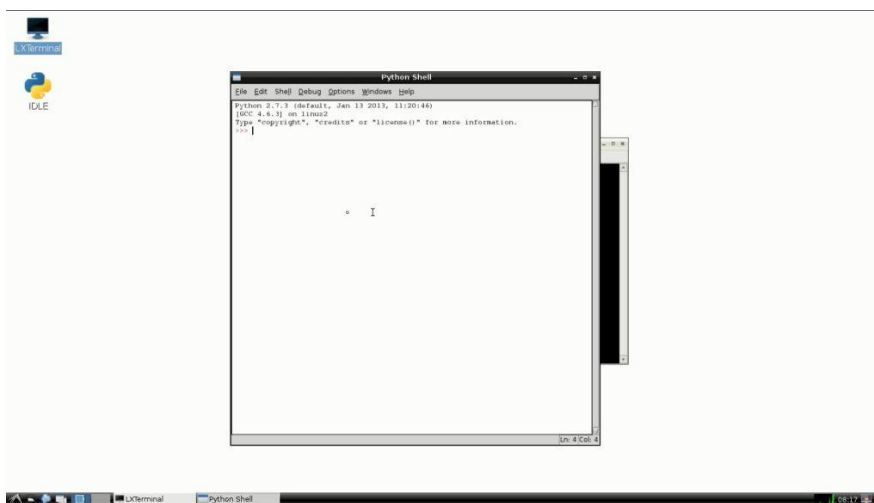 LXTerminal
IDLE
Python Shell
File Edit Shell Debug Options Windows Help
Python 2.7.3 (default, Jan 13 2013, 11:20:46)
[GCC 4.6.3] on linux2
Type "copyright", "credits" or "license()" for more information.
>>>
Ln: 4 Col: 4
LXTerminal
Python Shell
08:17